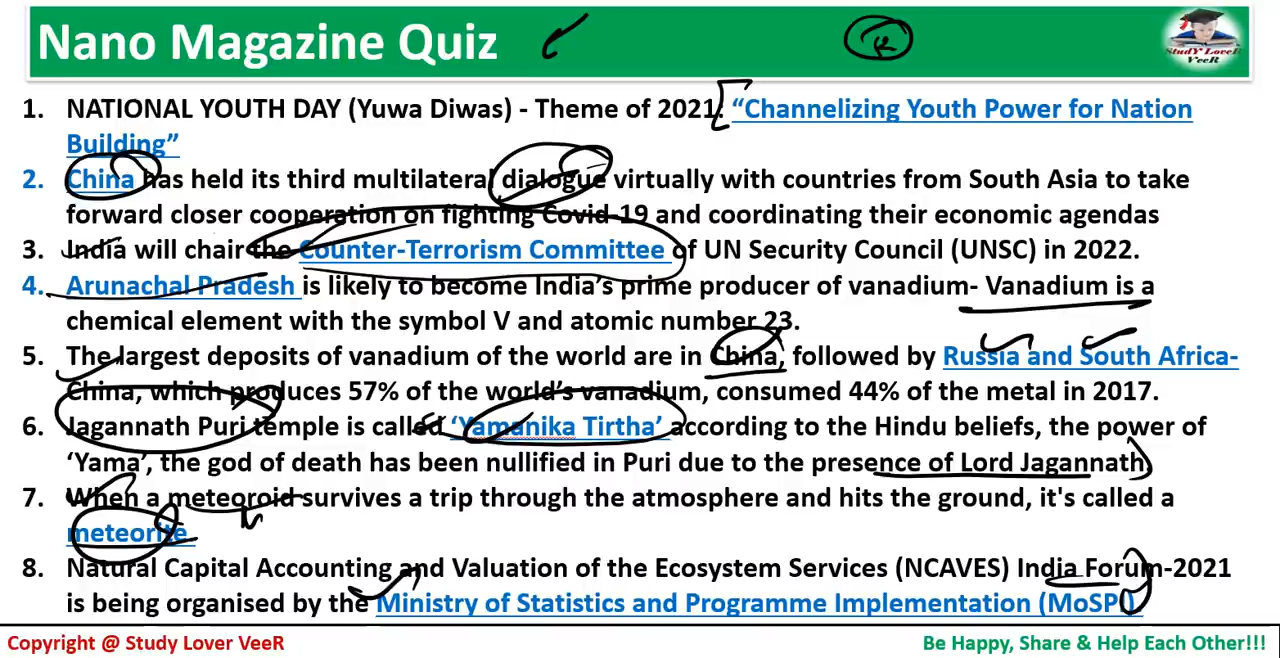 Nano Magazine Quiz
StudY LoveR
VeeR
1. NATIONAL YOUTH DAY (Yuwa Diwas) - Theme of 2021: “Channelizing Youth Power for Nation
Building”
2. China has held its third multilateral dialogue virtually with countries from South Asia to take
forward closer cooperation on fighting Covid-19 and coordinating their economic agendas
3. India will chair the Counter-Terrorism Committee of UN Security Council (UNSC) in 2022.
4. Arunachal Pradesh is likely to become India’s prime producer of vanadium- Vanadium is a
chemical element with the symbol V and atomic number 23.
5. The largest deposits of vanadium of the world are in China, followed by Russia and South Africa-
China, which produces 57% of the world’s vanadium, consumed 44% of the metal in 2017.
6. Jagannath Puri temple is called ‘Yamanika Tirtha’ according to the Hindu beliefs, the power of
‘Yama’, the god of death has been nullified in Puri due to the presence of Lord Jagannath
7. When a meteoroid survives a trip through the atmosphere and hits the ground, it's called a
meteorite
8. Natural Capital Accounting and Valuation of the Ecosystem Services (NCAVES) India Forum-2021
is being organised by the Ministry of Statistics and Programme Implementation (MoSPI).
Copyright @ Study Lover VeeR
Be Happy, Share & Help Each Other!!!